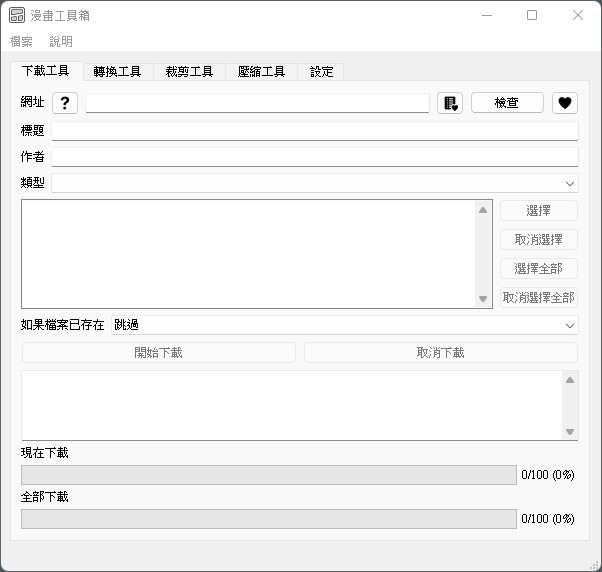 漫畫工具箱
檔案 說明
下載工具 轉換工具 裁剪工具 壓縮工具 設定
網址 ? 檢查
標題
作者
類型
選擇
取消選擇
選擇全部
取消選擇全部
如果檔案已存在 跳過
開始下載 取消下載
現在下載
0/100 (0%)
全部下載
0/100 (0%)